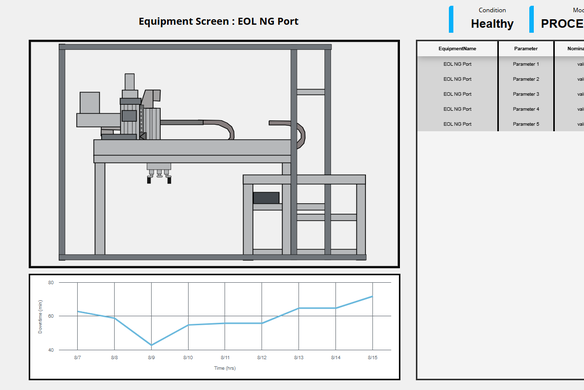 Equipment Screen : EOL NG Port
Condition
Healthy
EquipmentName Parameter
EOL NG Port Parameter 1
EOL NG Port Parameter 2
EOL NG Port Parameter 3
EOL NG Port Parameter 4
EOL NG Port Parameter 5
80
60
40
Downtime (min)
8/7 8/8 8/9 8/10 8/11 8/12 8/13 8/14 8/15
Time (hrs)